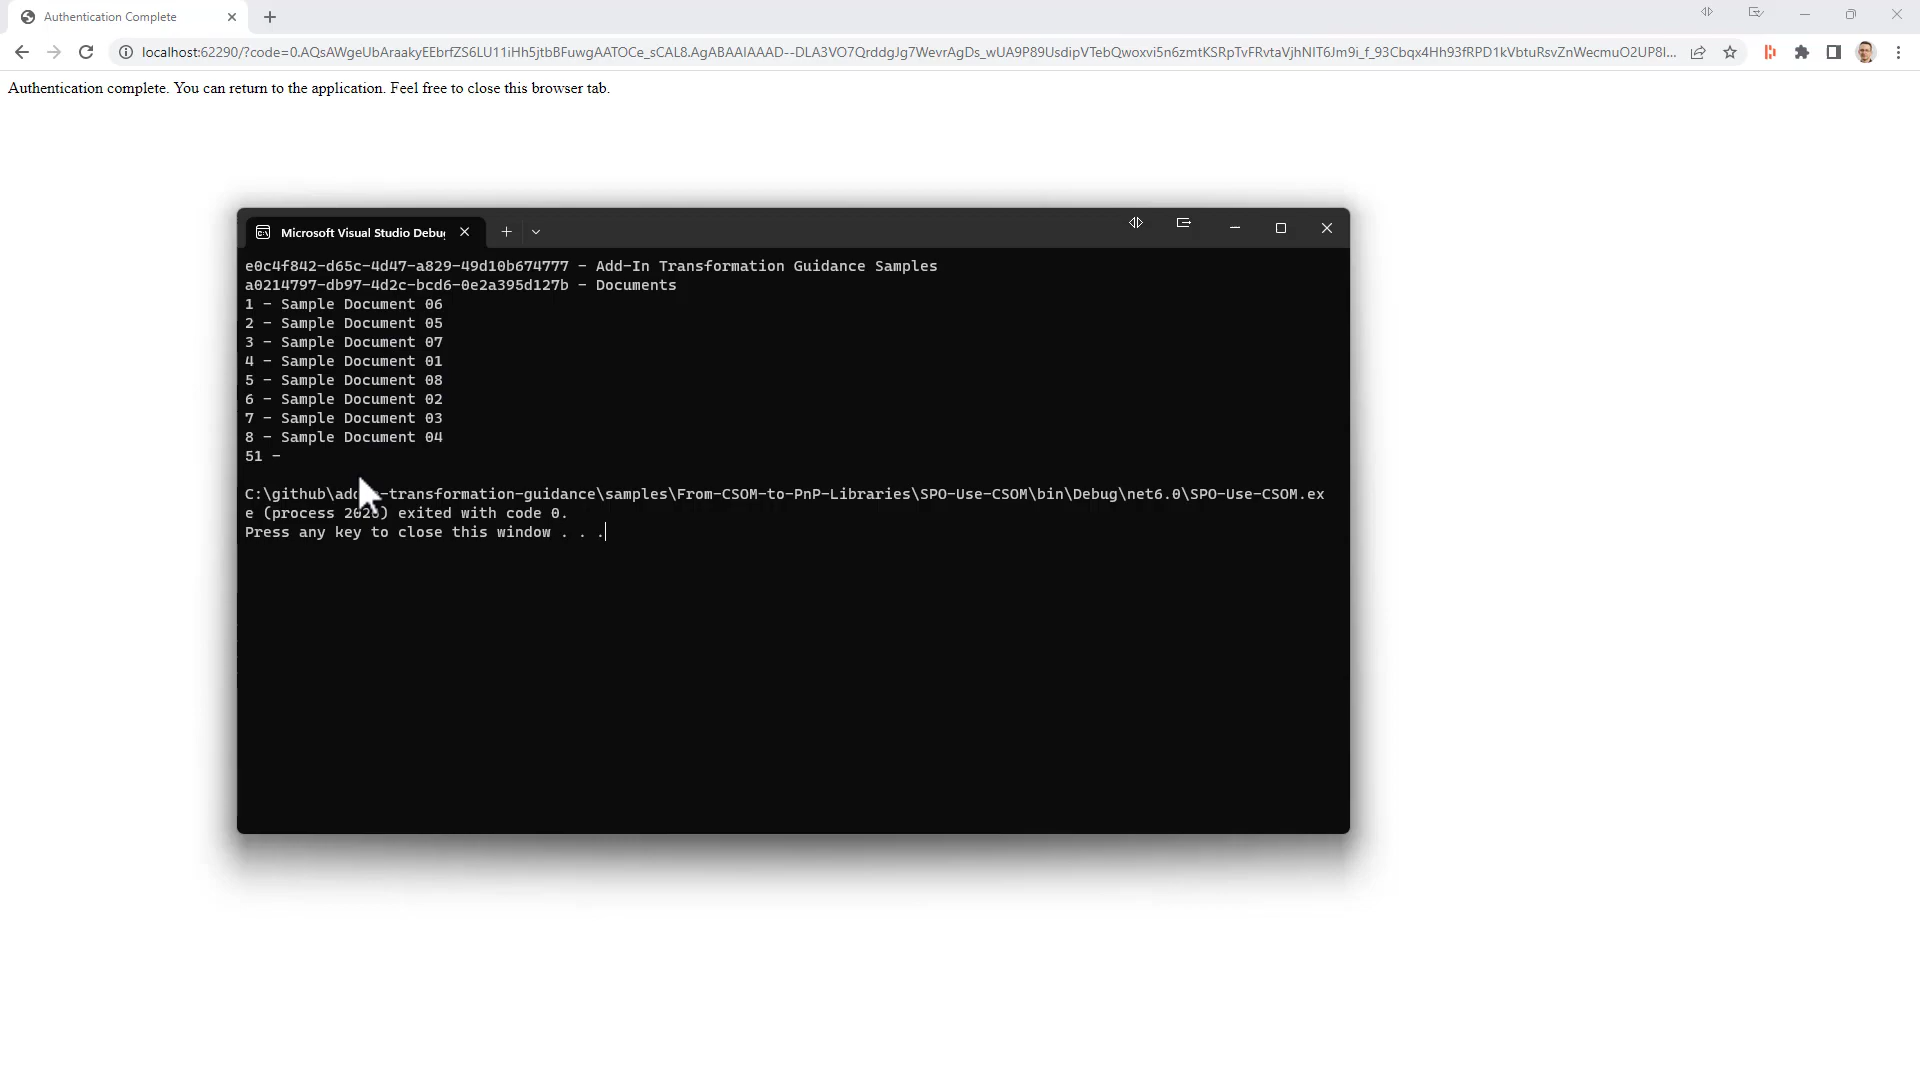 Authentication Complete
localhost:62290/?code=0.AQsAWgeUbAraakyEEbrfZS6LU11iHh5jtbBFuwgAATOCe_sCAL8.AgABAAIAAAD--DLA3VO7QrddgJg7WevrAgDs_wUA9P89UsdipVTebQwoxvi5n6zmtKSRpTvFRvtaVjhNIT6Jm9i_f_93Cbqx4Hh93fRPD1kVbtuRsvZnWecmuO2UP8I...
Authentication complete. You can return to the application. Feel free to close this browser tab.
Microsoft Visual Studio Debu
e0c4f842-d65c-4d47-a829-49d10b674777 - Add-In Transformation Guidance Samples
a0214797-db97-4d2c-bcd6-0e2a395d127b - Documents
1 - Sample Document 06
2 - Sample Document 05
3 - Sample Document 07
4 - Sample Document 01
5 - Sample Document 08
6 - Sample Document 02
7 - Sample Document 03
8 - Sample Document 04
51 -
C:\github\ad -transformation-guidance\samples\From-CSOM-to-PnP-Libraries\SPO-Use-CSOM\bin\Debug\net6.0\SPO-Use-CSOM.ex
e (process ) exited with code 0.
Press any key to close this window . . .